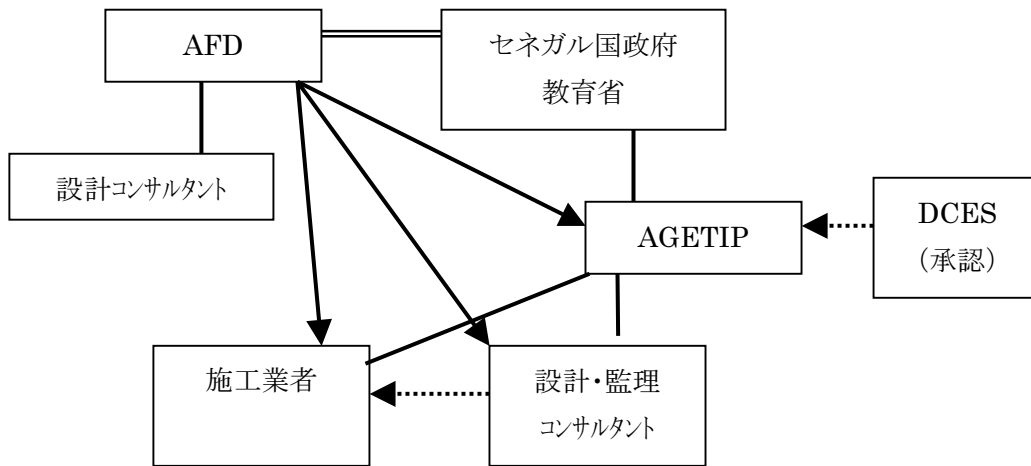 AFD
セネガル国政府
教育省
設計コンサルタント
AGETIP
DCES
（承認）
施工業者
設計・監理
コンサルタント